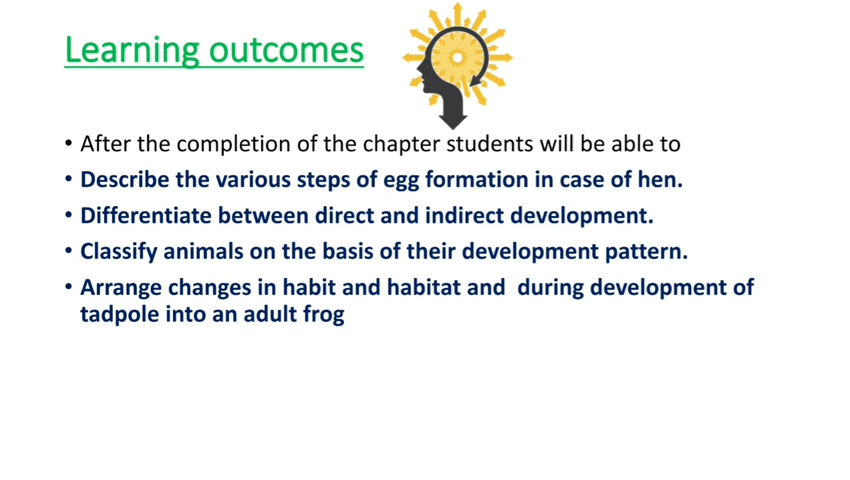 Learning outcomes
• After the completion of the chapter students will be able to
• Describe the various steps of egg formation in case of hen.
• Differentiate between direct and indirect development.
• Classify animals on the basis of their development pattern.
• Arrange changes in habit and habitat and  during development of
tadpole into an adult frog